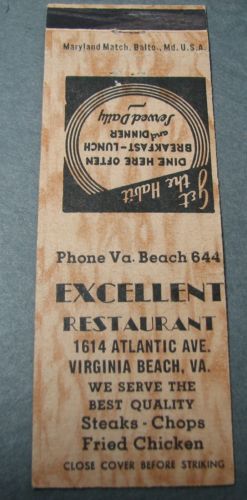 Maryland Match, Balto., Md. U.S.A.
Get
the Habit
DINE HERE OFTEN
BREAKFAST - LUNCH
and DINNER
Served Daily
Phone Va. Beach 644
EXCELLENT
RESTAURANT
1614 ATLANTIC AVE.
VIRGINIA BEACH, VA.
WE SERVE THE
BEST QUALITY
Steaks - Chops
Fried Chicken
CLOSE COVER BEFORE STRIKING